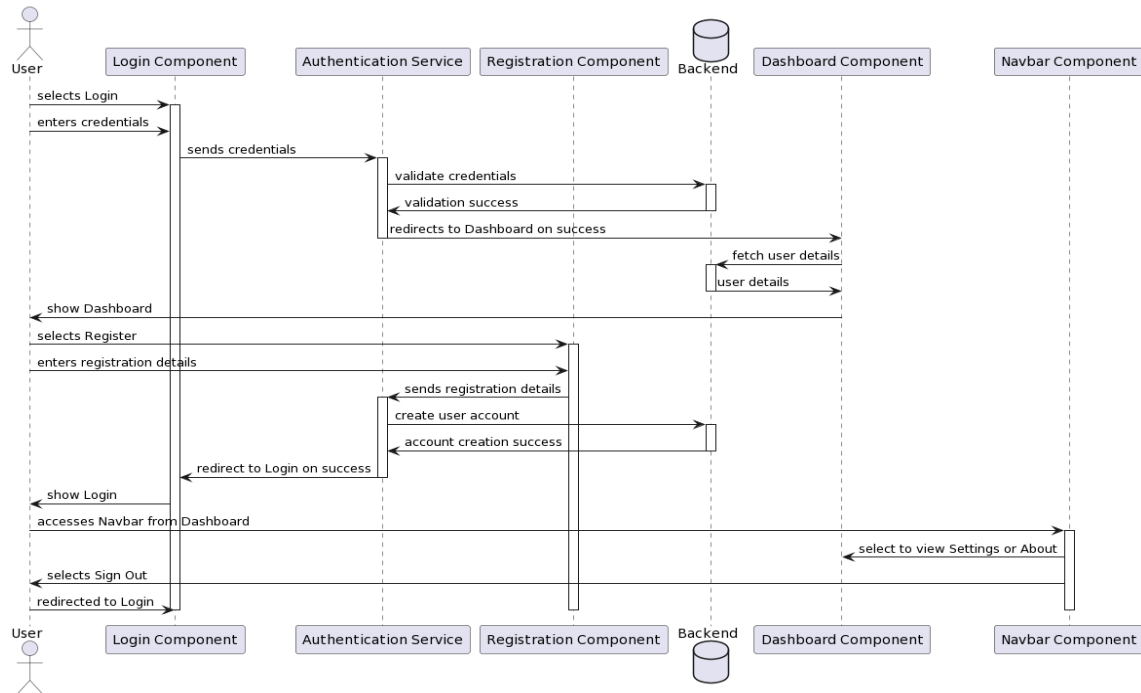 User
Login Component
Authentication Service
Registration Component
Backend
Dashboard Component
Navbar Component
selects Login
enters credentials
sends credentials
validate credentials
validation success
redirects to Dashboard on success
fetch user details
user details
show Dashboard
selects Register
enters registration details
sends registration details
create user account
account creation success
redirect to Login on success
show Login
accesses Navbar from Dashboard
select to view Settings or About
selects Sign Out
redirected to Login
User
Login Component
Authentication Service
Registration Component
Backend
Dashboard Component
Navbar Component